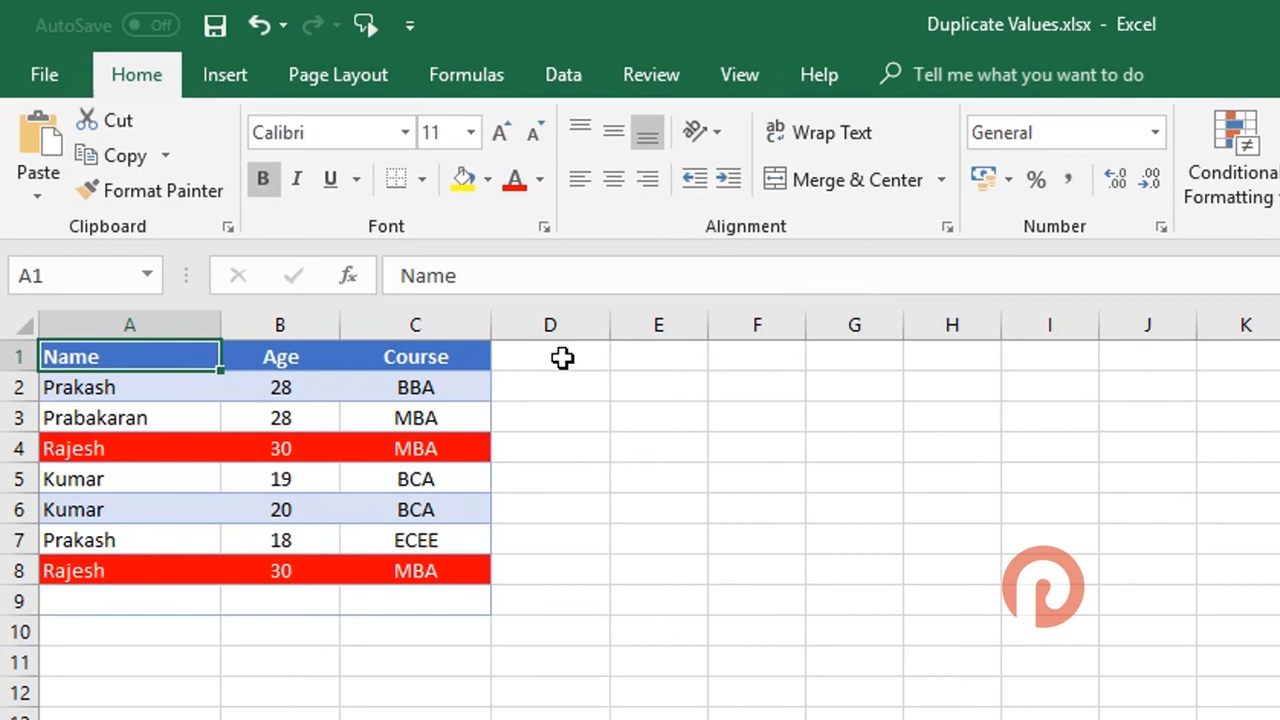 AutoSave Off Duplicate Values.xlsx - Excel
File Home Insert Page Layout Formulas Data Review View Help Tell me what you want to do
Paste Cut
Copy
Format Painter
Clipboard
Calibri 11
B I U
Font
ab Wrap Text
Merge & Center
Alignment
General
% ,
Number
Conditional
Formatting
A1 fx Name
A B C D E F G H I J K
1 Name Age Course
2 Prakash 28 BBA
3 Prabakaran 28 MBA
4 Rajesh 30 MBA
5 Kumar 19 BCA
6 Kumar 20 BCA
7 Prakash 18 ECEE
8 Rajesh 30 MBA
9
10
11
12